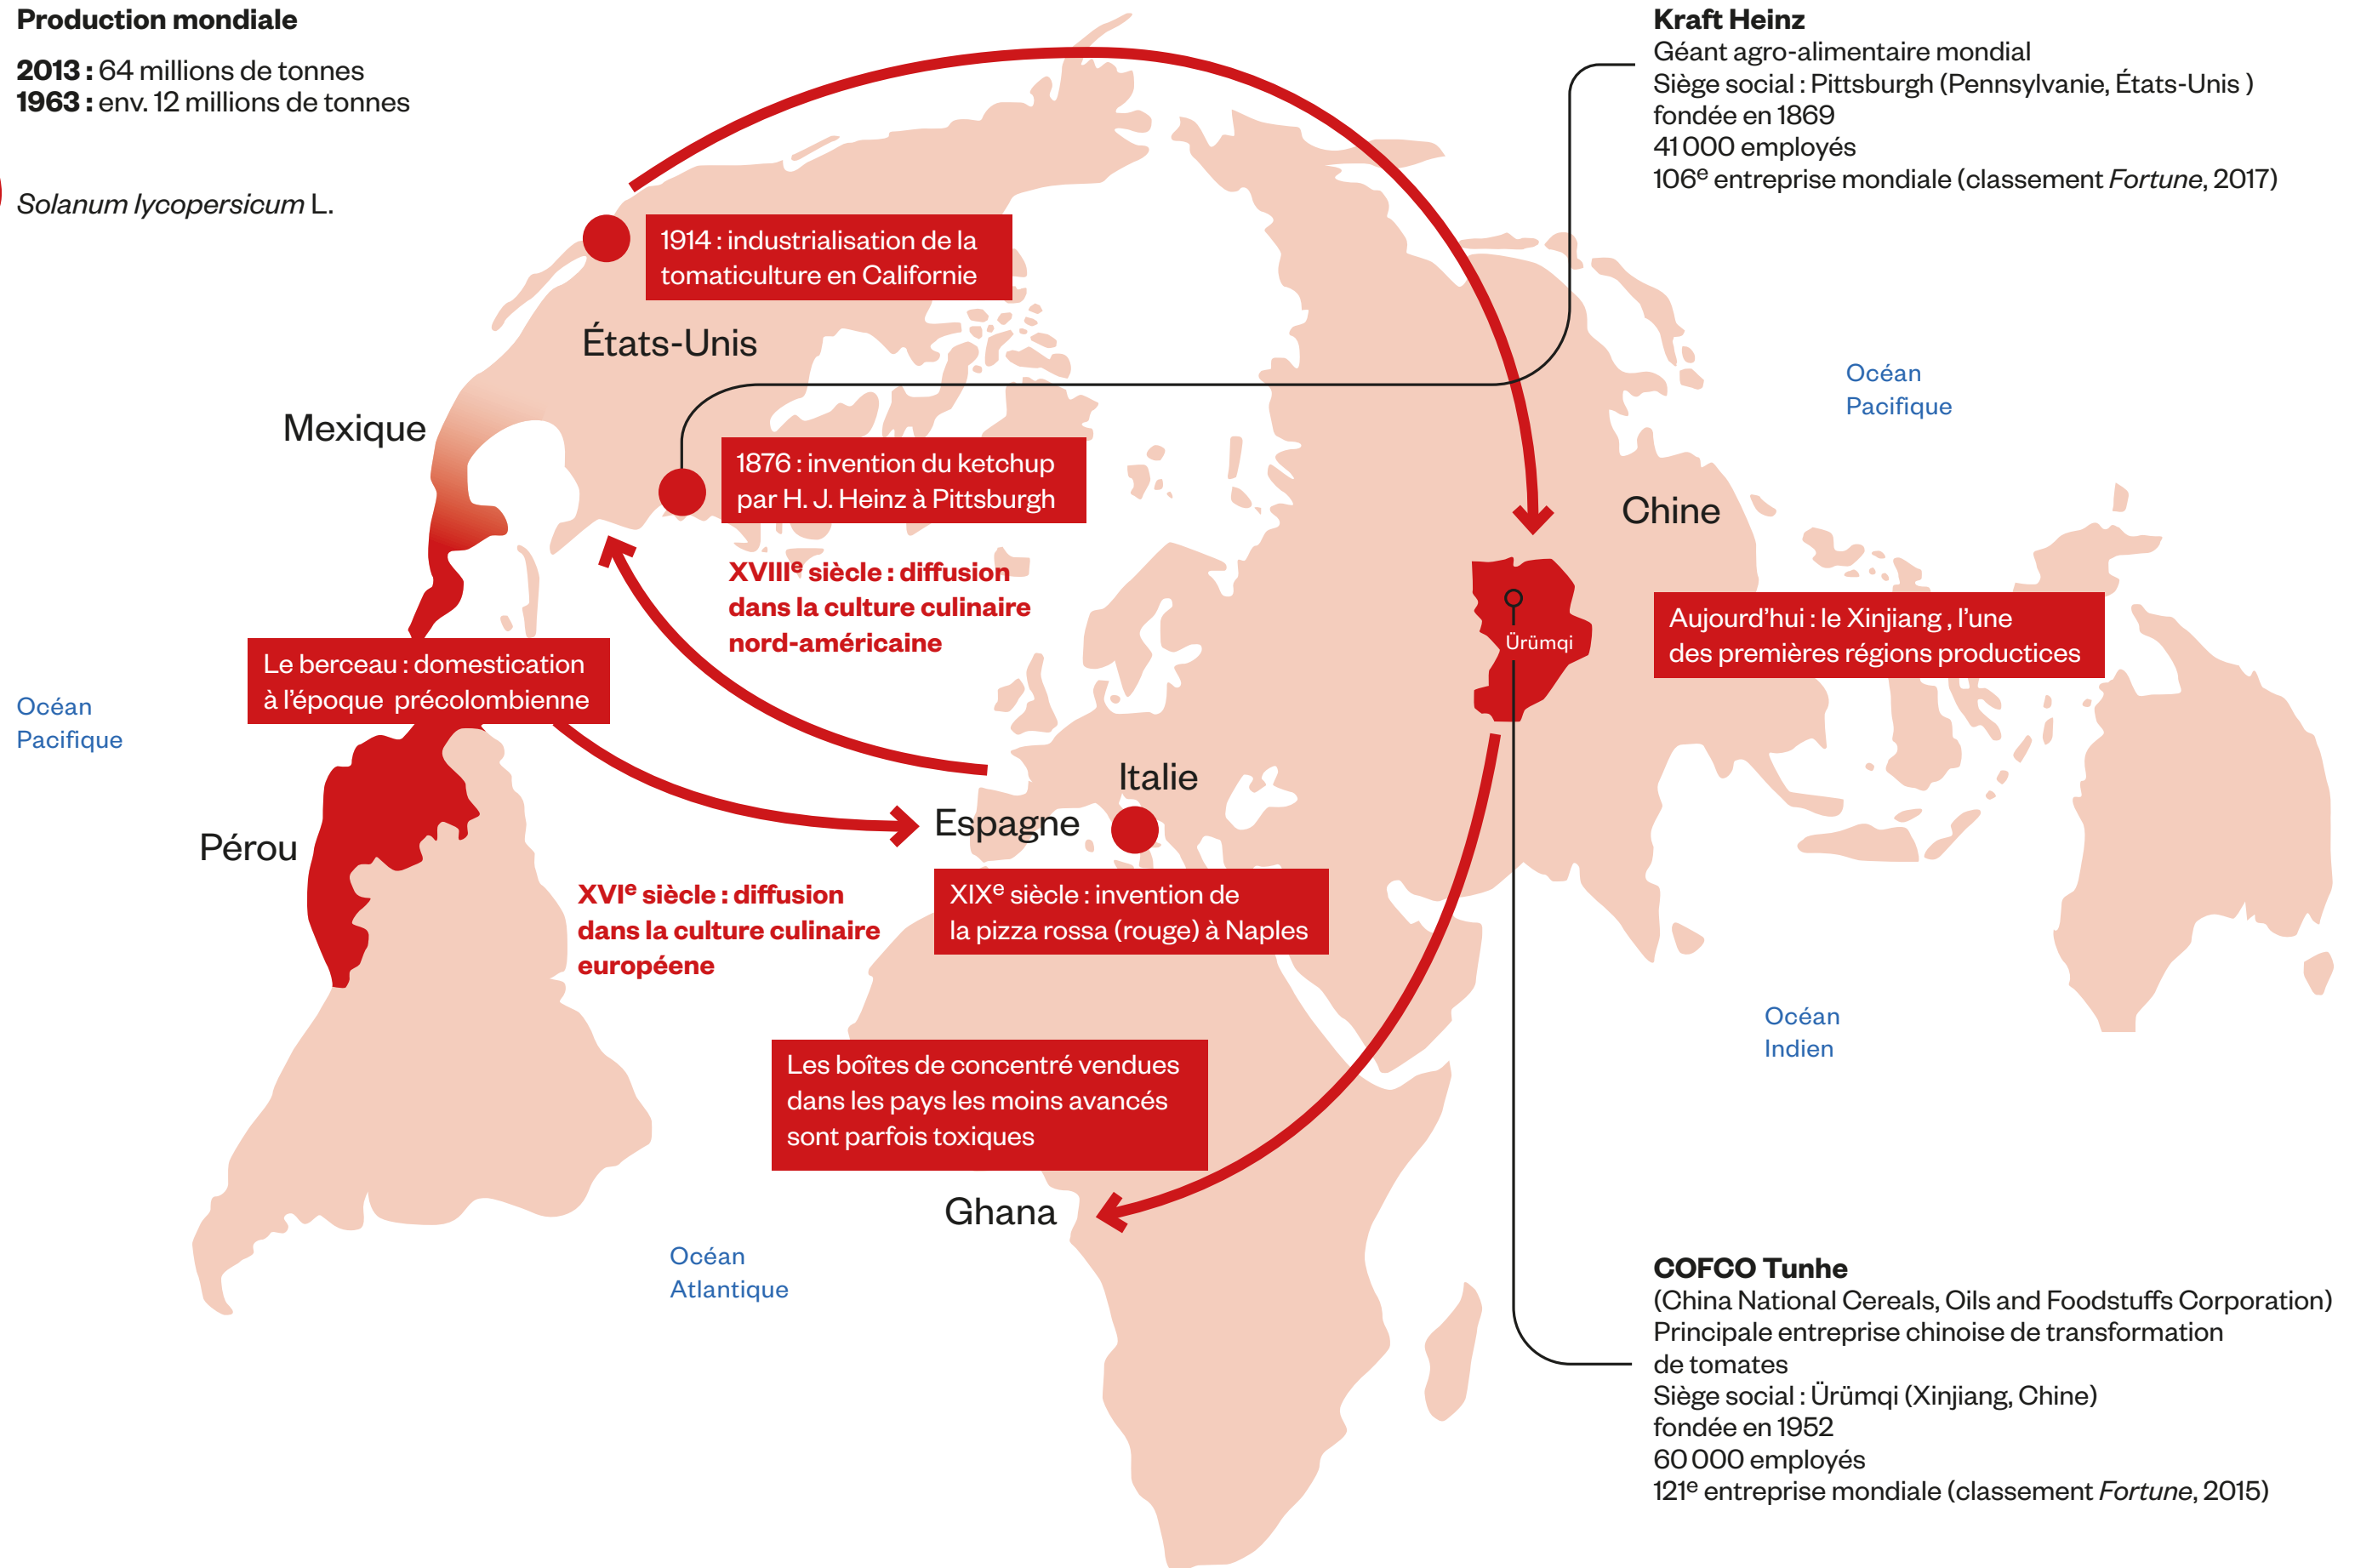 Production mondiale
2013 : 64 millions de tonnes
1963 : env. 12 millions de tonnes
Solanum lycopersicum L.
Kraft Heinz
Géant agro-alimentaire mondial
Siège social : Pittsburgh (Pennsylvanie, États-Unis )
fondée en 1869
41 000 employés
106e entreprise mondiale (classement Fortune, 2017)
1914 : industrialisation de la
tomaticulture en Californie
États-Unis
Mexique
Océan
Pacifique
1876 : invention du ketchup
par H. J. Heinz à Pittsburgh
Chine
XVIIIe siècle : diffusion
dans la culture culinaire
nord-américaine
Ürümqi
Aujourd'hui : le Xinjiang , l'une
des premières régions productices
Le berceau : domestication
à l'époque précolombienne
Océan
Pacifique
Italie
Espagne
Pérou
XVIe siècle : diffusion
dans la culture culinaire
européene
XIXe siècle : invention de
la pizza rossa (rouge) à Naples
Océan
Indien
Les boîtes de concentré vendues
dans les pays les moins avancés
sont parfois toxiques
Ghana
Océan
Atlantique
COFCO Tunhe
(China National Cereals, Oils and Foodstuffs Corporation)
Principale entreprise chinoise de transformation
de tomates
Siège social : Ürümqi (Xinjiang, Chine)
fondée en 1952
60 000 employés
121e entreprise mondiale (classement Fortune, 2015)